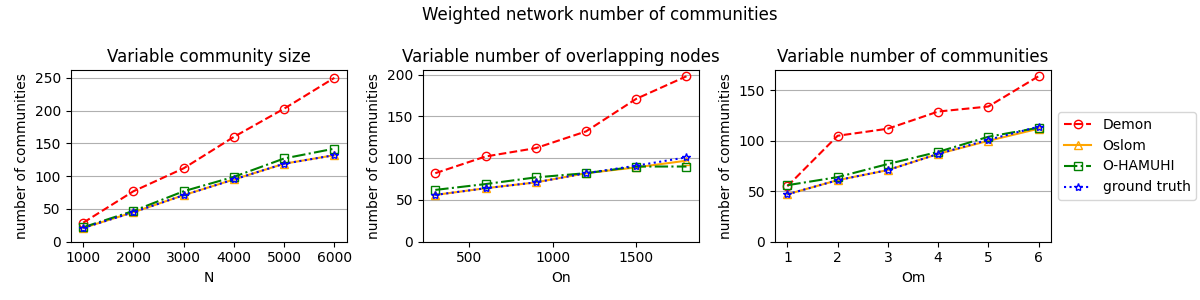 Weighted network number of communities
Variable community size
number of communities
250
200
150
100
50
0
1000 2000 3000 4000 5000 6000
N
Variable number of overlapping nodes
number of communities
200
150
100
50
0
500 1000 1500
On
Variable number of communities
number of communities
150
100
50
0
1 2 3 4 5 6
Om
Demon
Oslom
O-HAMUHI
ground truth